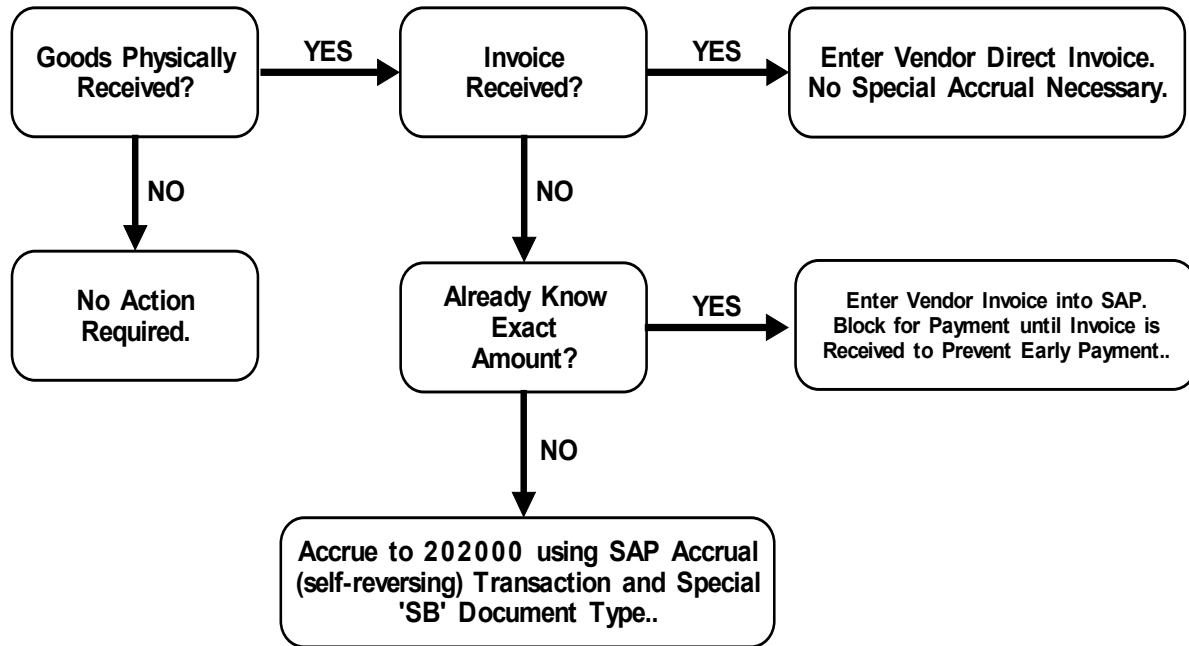 Goods Physically
Received?
YES
Invoice
Received?
YES
Enter Vendor Direct Invoice.
No Special Accrual Necessary.
NO
NO
No Action
Required.
Already Know
Exact
Amount?
YES
Enter Vendor Invoice into SAP.
Block for Payment until Invoice is
Received to Prevent Early Payment..
NO
Accrue to 202000 using SAP Accrual
(self-reversing) Transaction and Special
'SB' Document Type..